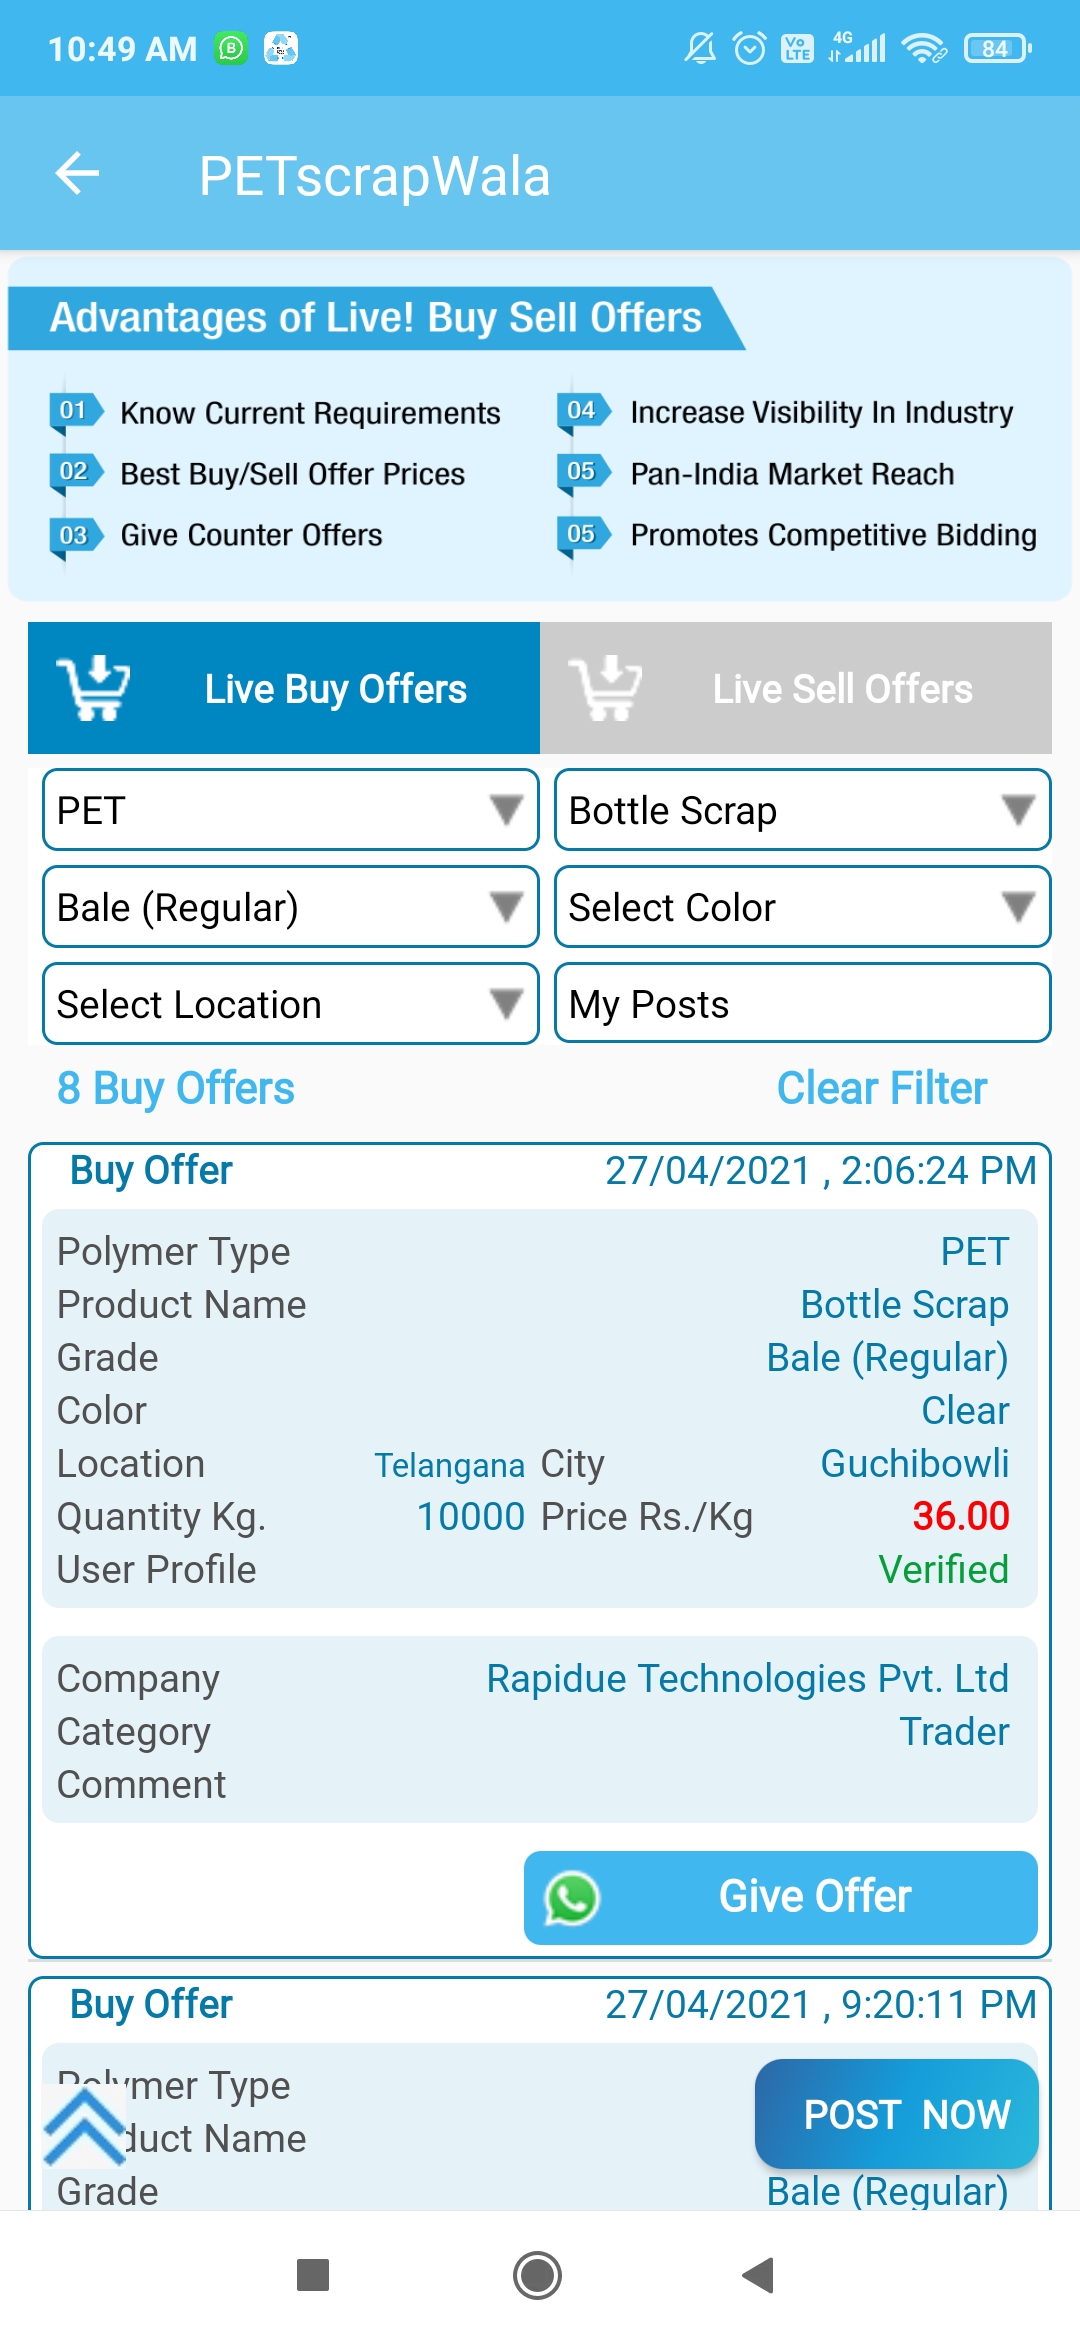 10:49 AM
VoLTE 4G 84
PETscrapWala
Advantages of Live! Buy Sell Offers
01 Know Current Requirements
02 Best Buy/Sell Offer Prices
03 Give Counter Offers
04 Increase Visibility In Industry
05 Pan-India Market Reach
05 Promotes Competitive Bidding
Live Buy Offers Live Sell Offers
PET Bottle Scrap
Bale (Regular) Select Color
Select Location My Posts
8 Buy Offers Clear Filter
Buy Offer 27/04/2021 , 2:06:24 PM
Polymer Type PET
Product Name Bottle Scrap
Grade Bale (Regular)
Color Clear
Location Telangana City Guchibowli
Quantity Kg. 10000 Price Rs./Kg 36.00
User Profile Verified
Company Rapidue Technologies Pvt. Ltd
Category Trader
Comment
Give Offer
Buy Offer 27/04/2021 , 9:20:11 PM
Polymer Type
duct Name
POST NOW
Grade Bale (Regular)